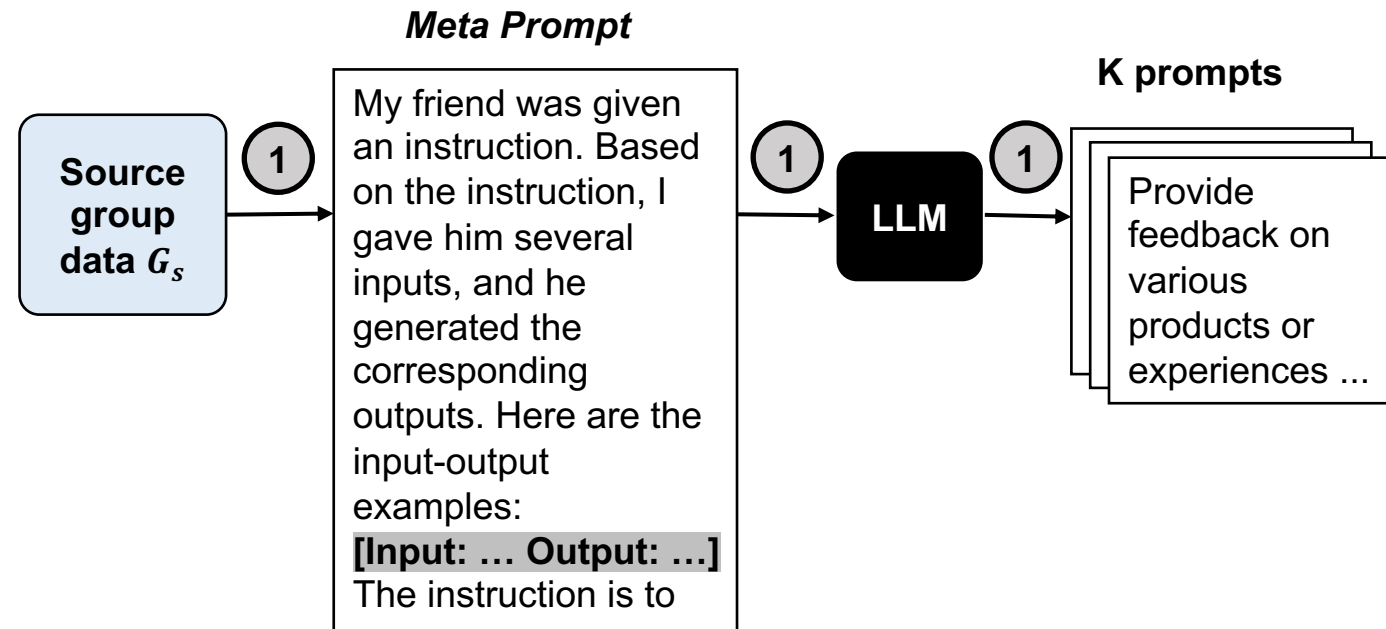 Meta Prompt
K prompts
Source
group
data Gₛ
1
My friend was given
an instruction. Based
on the instruction, I
gave him several
inputs, and he
generated the
corresponding
outputs. Here are the
input-output
examples:
[Input: … Output: …]
The instruction is to
1
LLM
1
Provide
feedback on
various
products or
experiences ...